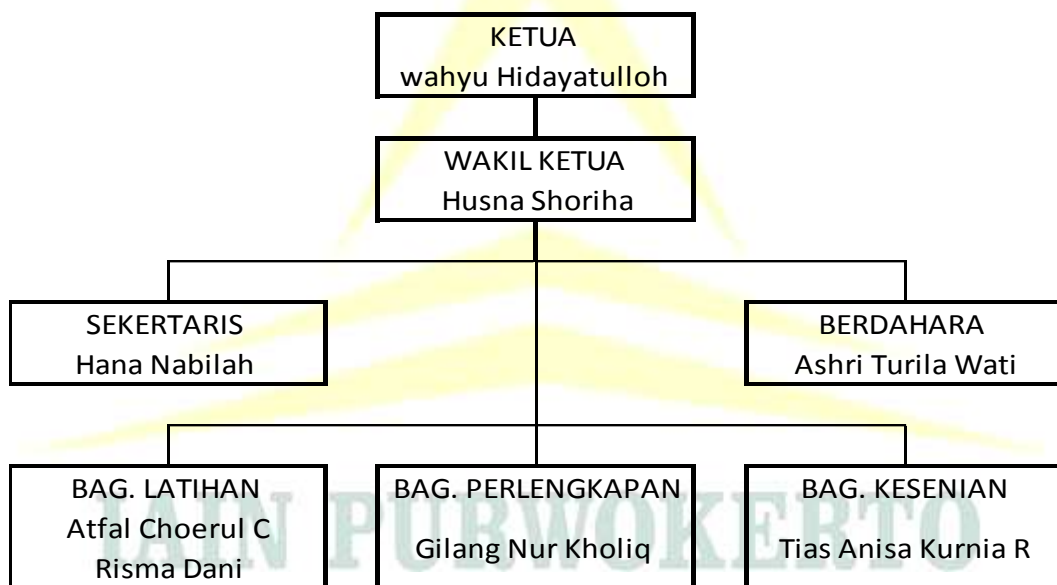 KETUA
wahyu Hidayatulloh
WAKIL KETUA
Husna Shoriha
SEKERTARIS
Hana Nabilah
BERDAHARA
Ashri Turila Wati
BAG. LATIHAN
Atfal Choerul C
Risma Dani
BAG. PERLENGKAPAN
Gilang Nur Kholiq
BAG. KESENIAN
Tias Anisa Kurnia R
IAIN PURWOKERTO